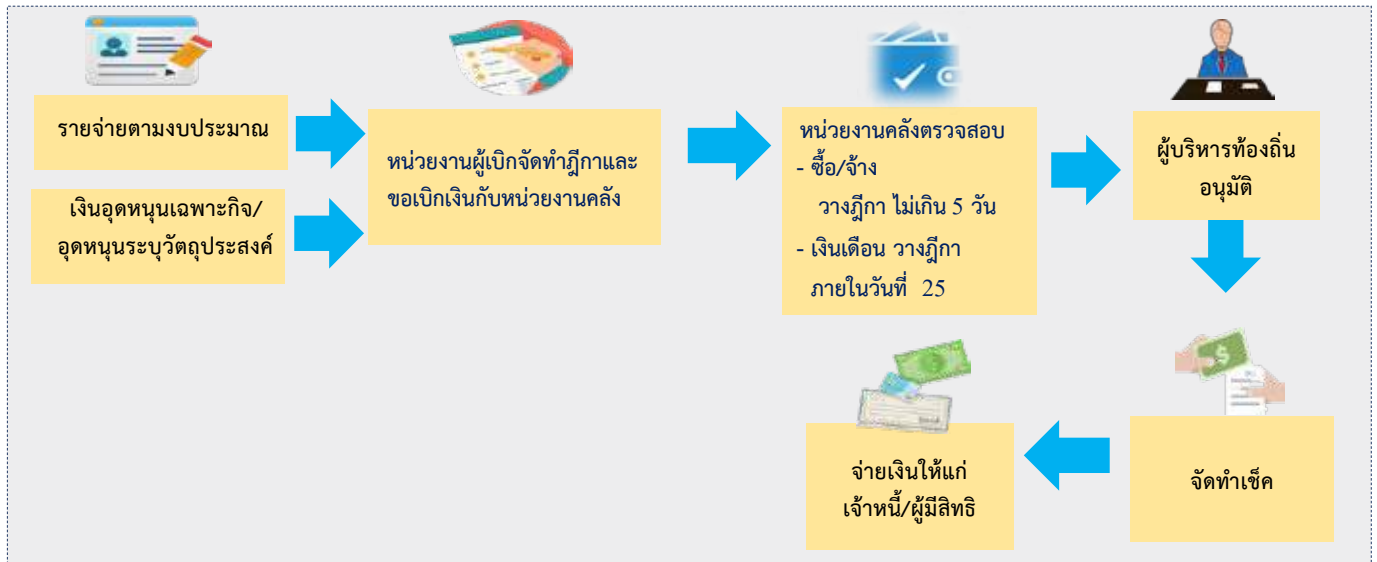 รายจ่ายตามงบประมาณ
เงินอุดหนุนเฉพาะกิจ/
อุดหนุนระบุวัตถุประสงค์
หน่วยงานผู้เบิกจัดทำฎีกาและ
ขอเบิกเงินกับหน่วยงานคลัง
หน่วยงานคลังตรวจสอบ
- ซื้อ/จ้าง
วางฎีกา ไม่เกิน 5 วัน
- เงินเดือน วางฎีกา
ภายในวันที่ 25
ผู้บริหารท้องถิ่น
อนุมัติ
จัดทำเช็ค
จ่ายเงินให้แก่
เจ้าหนี้/ผู้มีสิทธิ